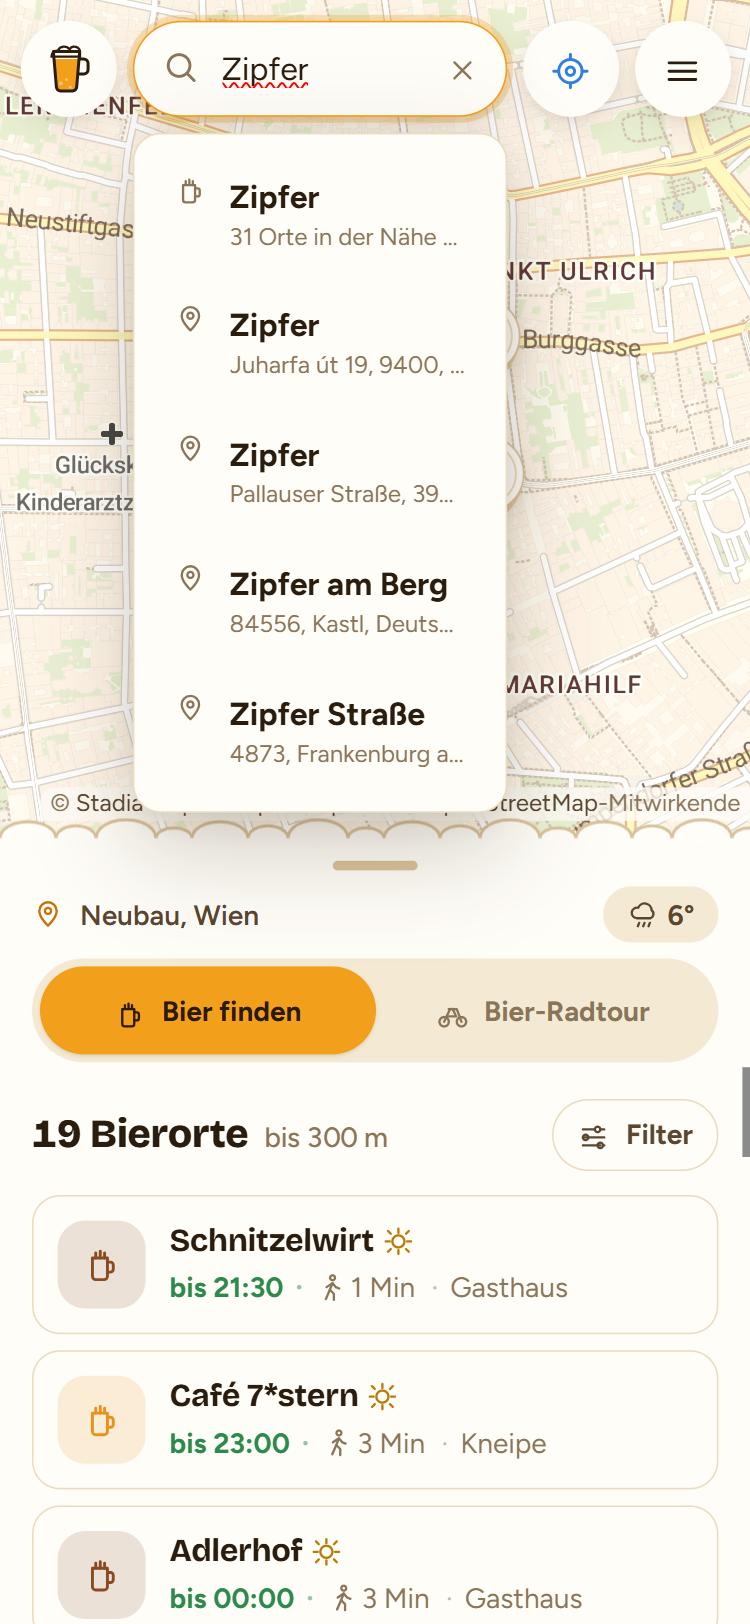 Zipfer
Neustiftgas
Zipfer
31 Orte in der Nähe ...
NKT ULRICH
Zipfer
Juharfa út 19, 9400, ...
Burggasse
Zipfer
Pallauser Straße, 39...
Glücksk
Kinderarztz
Zipfer am Berg
84556, Kastl, Deuts...
MARIAHILF
Zipfer Straße
4873, Frankenburg a...
© Stadia
StreetMap-Mitwirkende
Neubau, Wien
6°
Bier finden
Bier-Radtour
19 Bierorte bis 300 m
Filter
Schnitzelwirt
bis 21:30 · 1 Min · Gasthaus
Café 7*stern
bis 23:00 · 3 Min · Kneipe
Adlerhof
bis 00:00 · 3 Min · Gasthaus